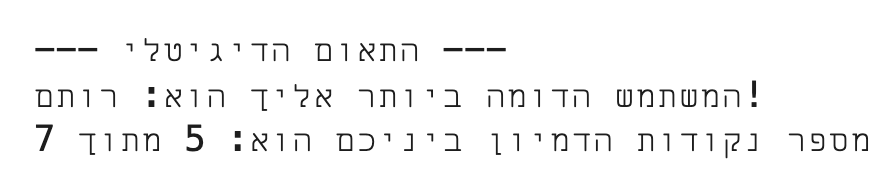 --- התאום הדיגיטלי ---
המשתמש הדומה ביותר אליך הוא: רותם!
מספר נקודות הדמיון ביניכם הוא: 5 מתוך 7